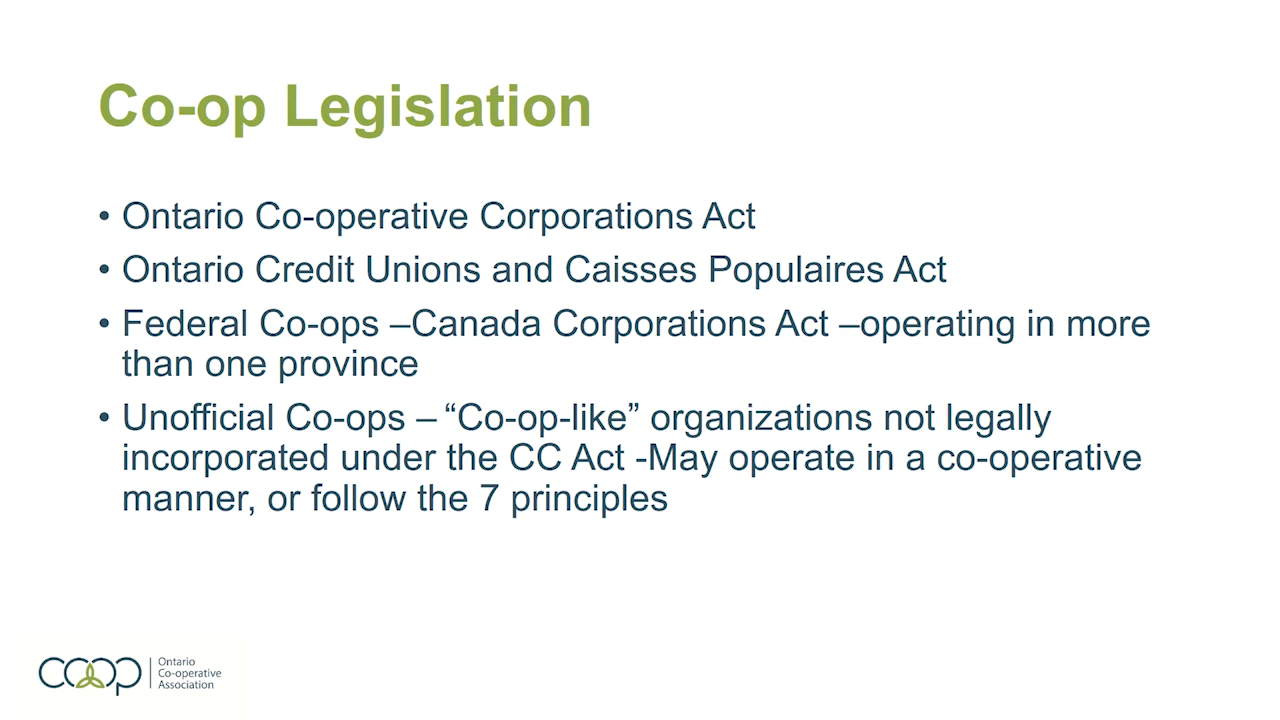 Co-op Legislation
• Ontario Co-operative Corporations Act
• Ontario Credit Unions and Caisses Populaires Act
• Federal Co-ops –Canada Corporations Act –operating in more
than one province
• Unofficial Co-ops – “Co-op-like” organizations not legally
incorporated under the CC Act -May operate in a co-operative
manner, or follow the 7 principles
COOP
Ontario
Co-operative
Association